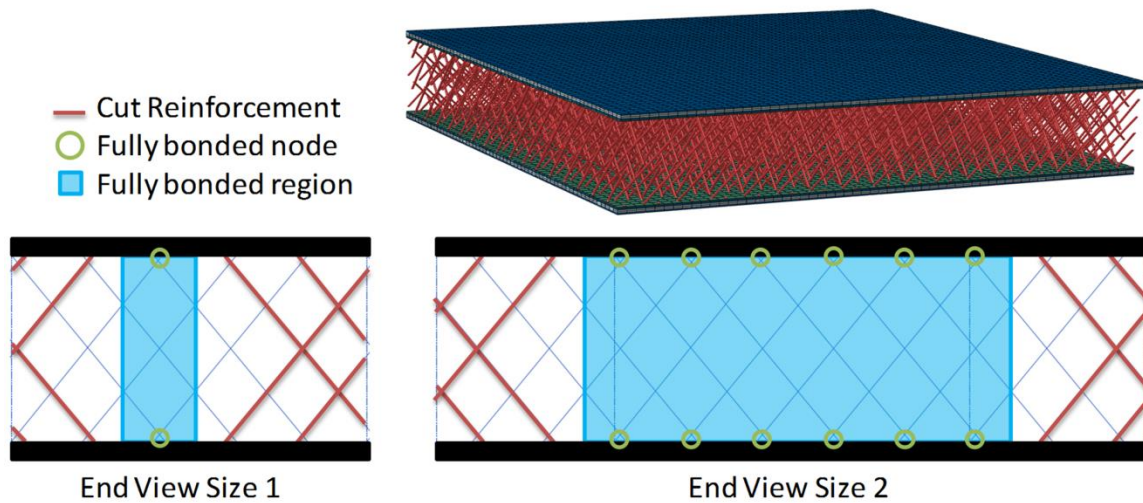 Cut Reinforcement
Fully bonded node
Fully bonded region
End View Size 1
End View Size 2